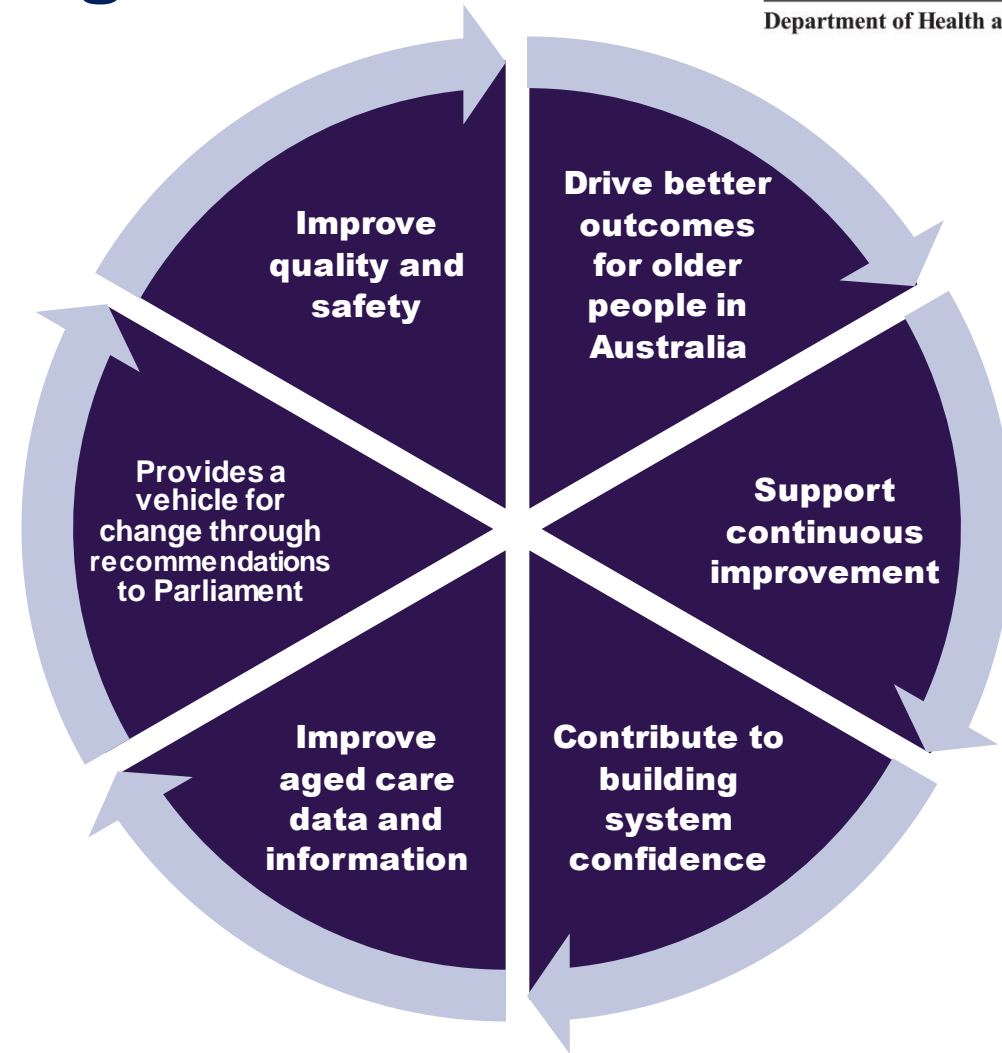 g
Department of Health a
Drive better
outcomes
for older
people in
Australia
Support
continuous
improvement
Contribute to
building
system
confidence
Improve
aged care
data and
information
Provides a
vehicle for
change through
recommendations
to Parliament
Improve
quality and
safety